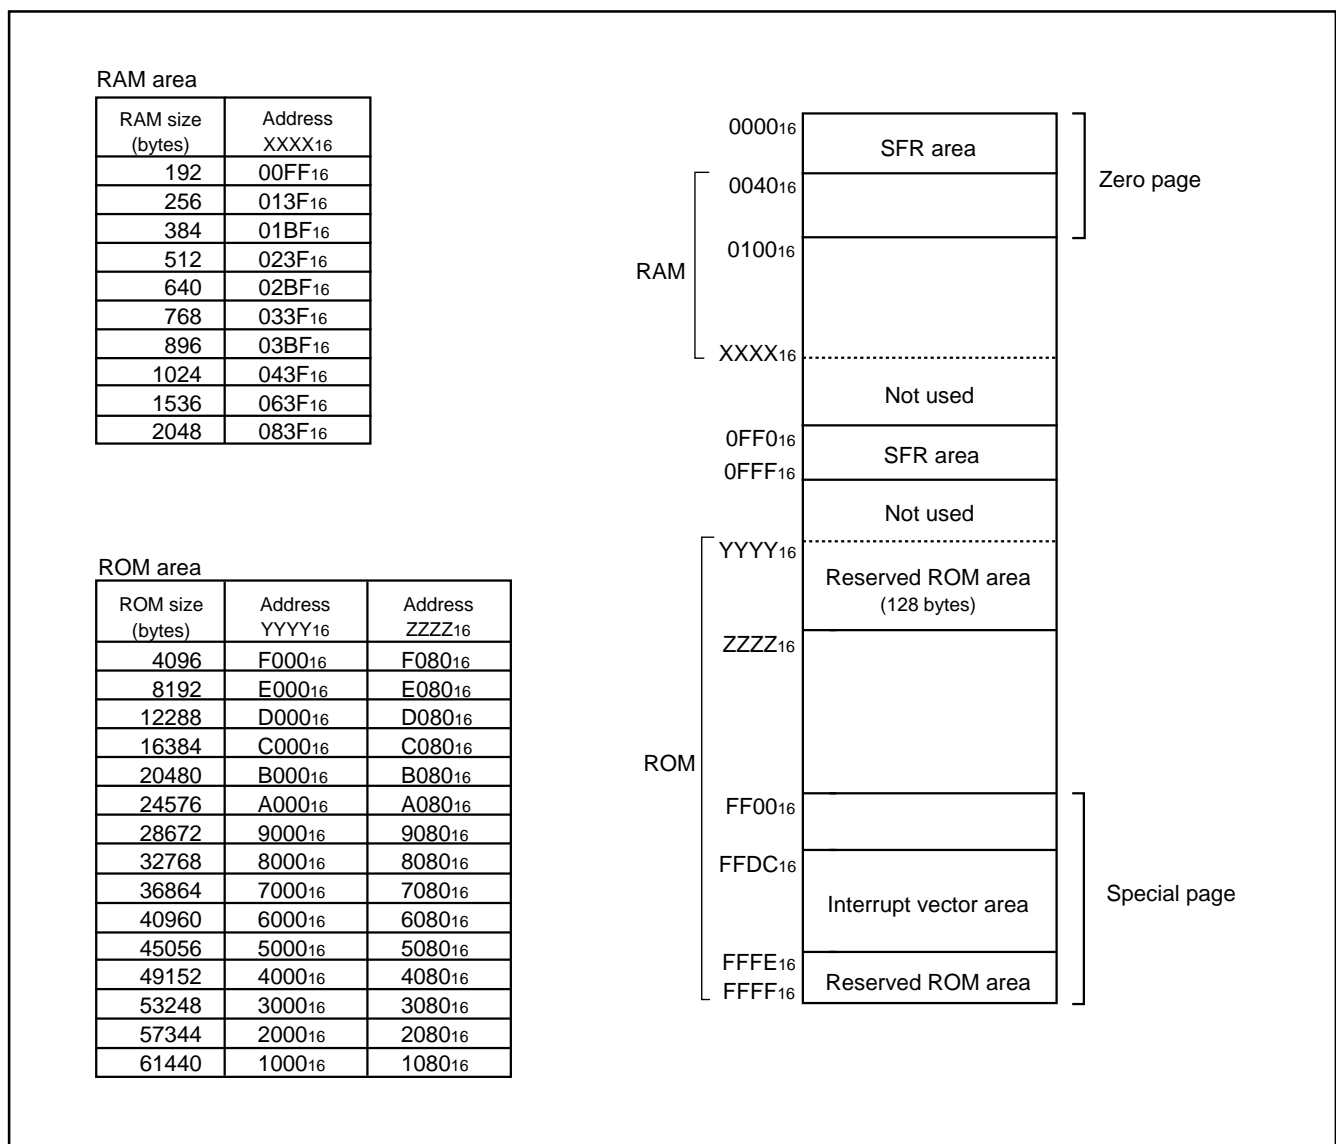 RAM area
RAM size (bytes) Address XXXX16
192 00FF16
256 013F16
384 01BF16
512 023F16
640 02BF16
768 033F16
896 03BF16
1024 043F16
1536 063F16
2048 083F16
ROM area
ROM size (bytes) Address YYYY16 Address ZZZZ16
4096 F00016 F08016
8192 E00016 E08016
12288 D00016 D08016
16384 C00016 C08016
20480 B00016 B08016
24576 A00016 A08016
28672 900016 908016
32768 800016 808016
36864 700016 708016
40960 600016 608016
45056 500016 508016
49152 400016 408016
53248 300016 308016
57344 200016 208016
61440 100016 108016
000016
SFR area
Zero page
004016
010016
RAM
XXXX16
Not used
0FF016
SFR area
0FFF16
Not used
YYYY16
Reserved ROM area
(128 bytes)
ZZZZ16
ROM
FF0016
FFDC16
Interrupt vector area
Special page
FFFE16
Reserved ROM area
FFFF16